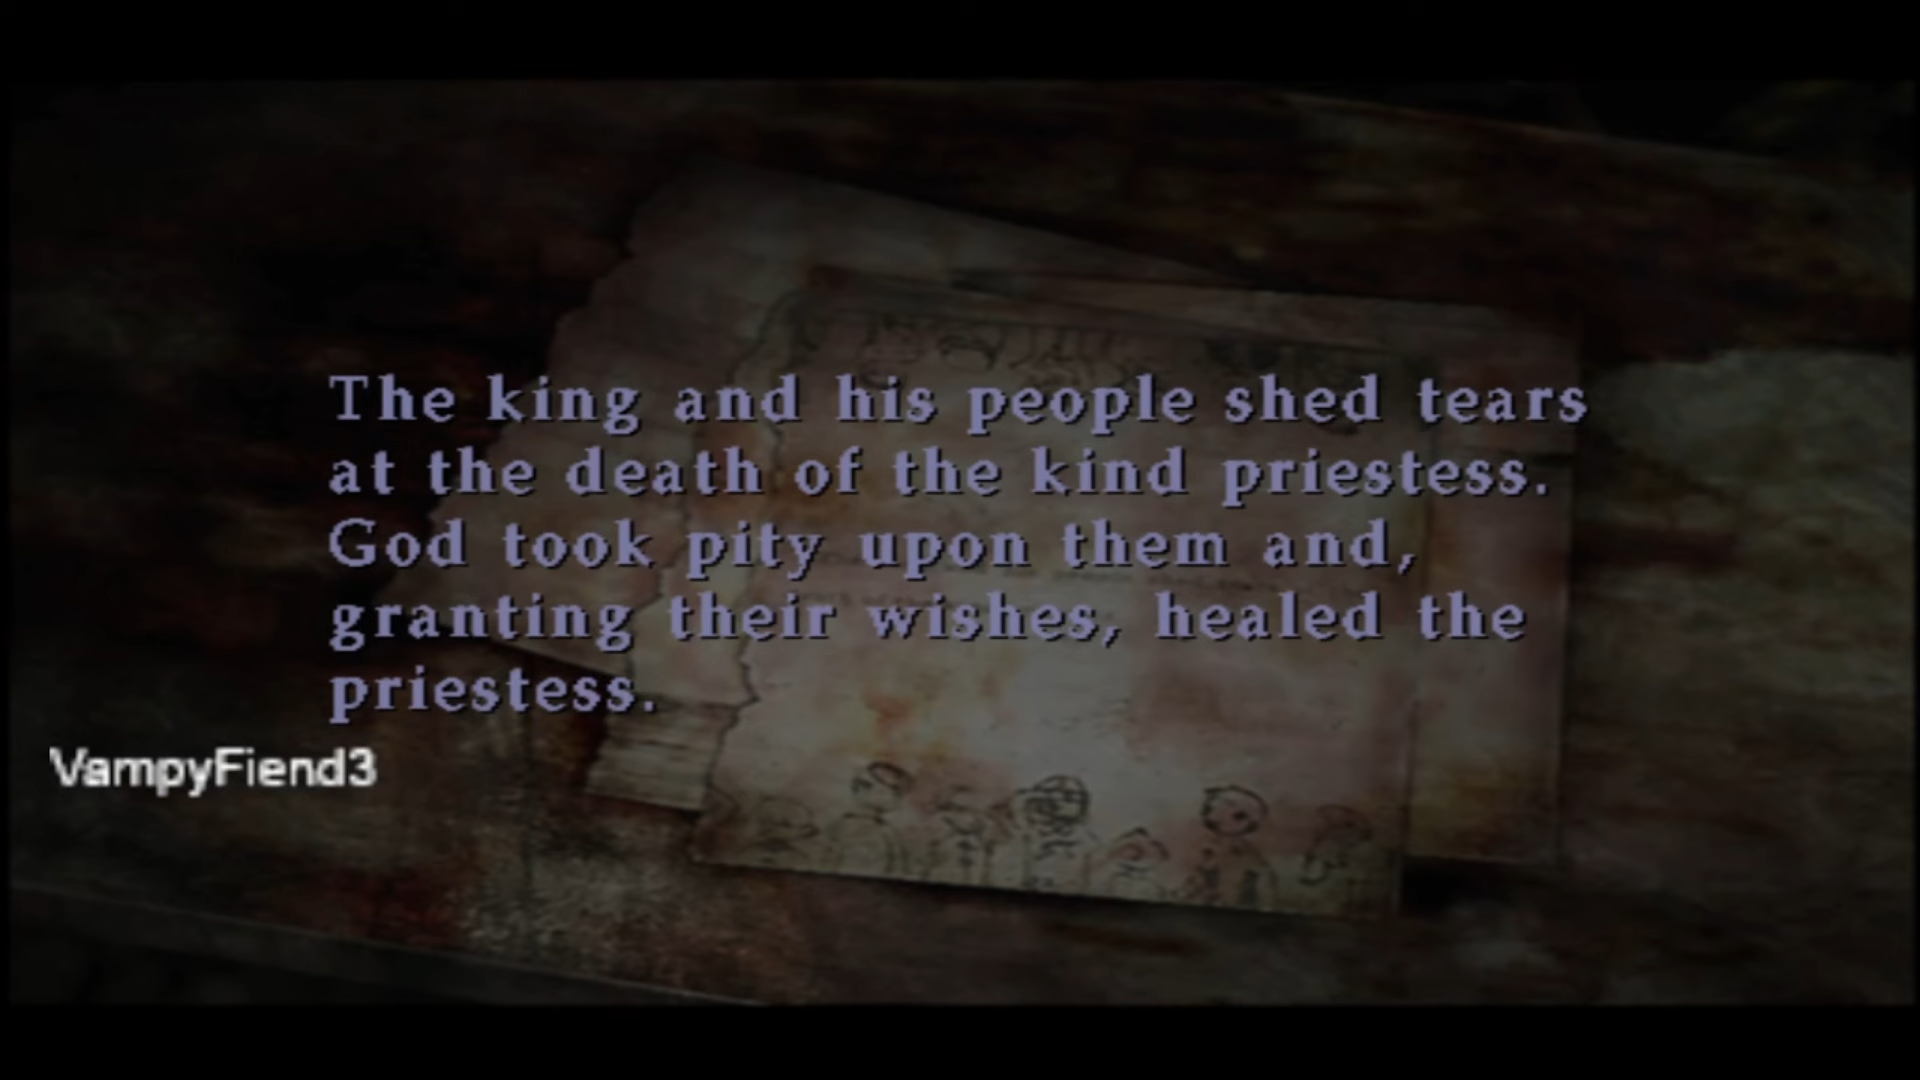 The king and his people shed tears
at the death of the kind priestess.
God took pity upon them and,
granting their wishes, healed the
priestess.
VampyFiend3